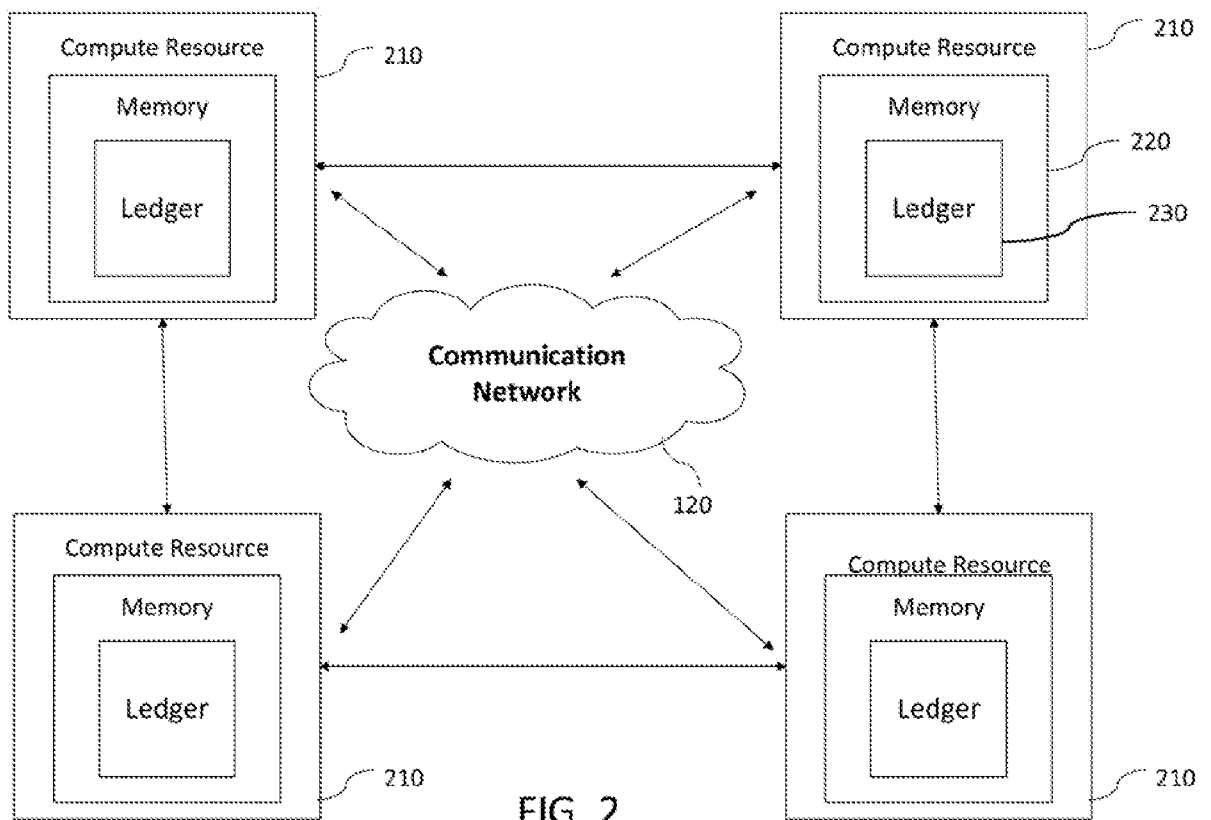 Compute Resource
210
Memory
Ledger
Compute Resource
210
Memory
220
Ledger
230
Communication
Network
120
Compute Resource
Memory
Ledger
210
Compute Resource
Memory
Ledger
210
FIG. 2